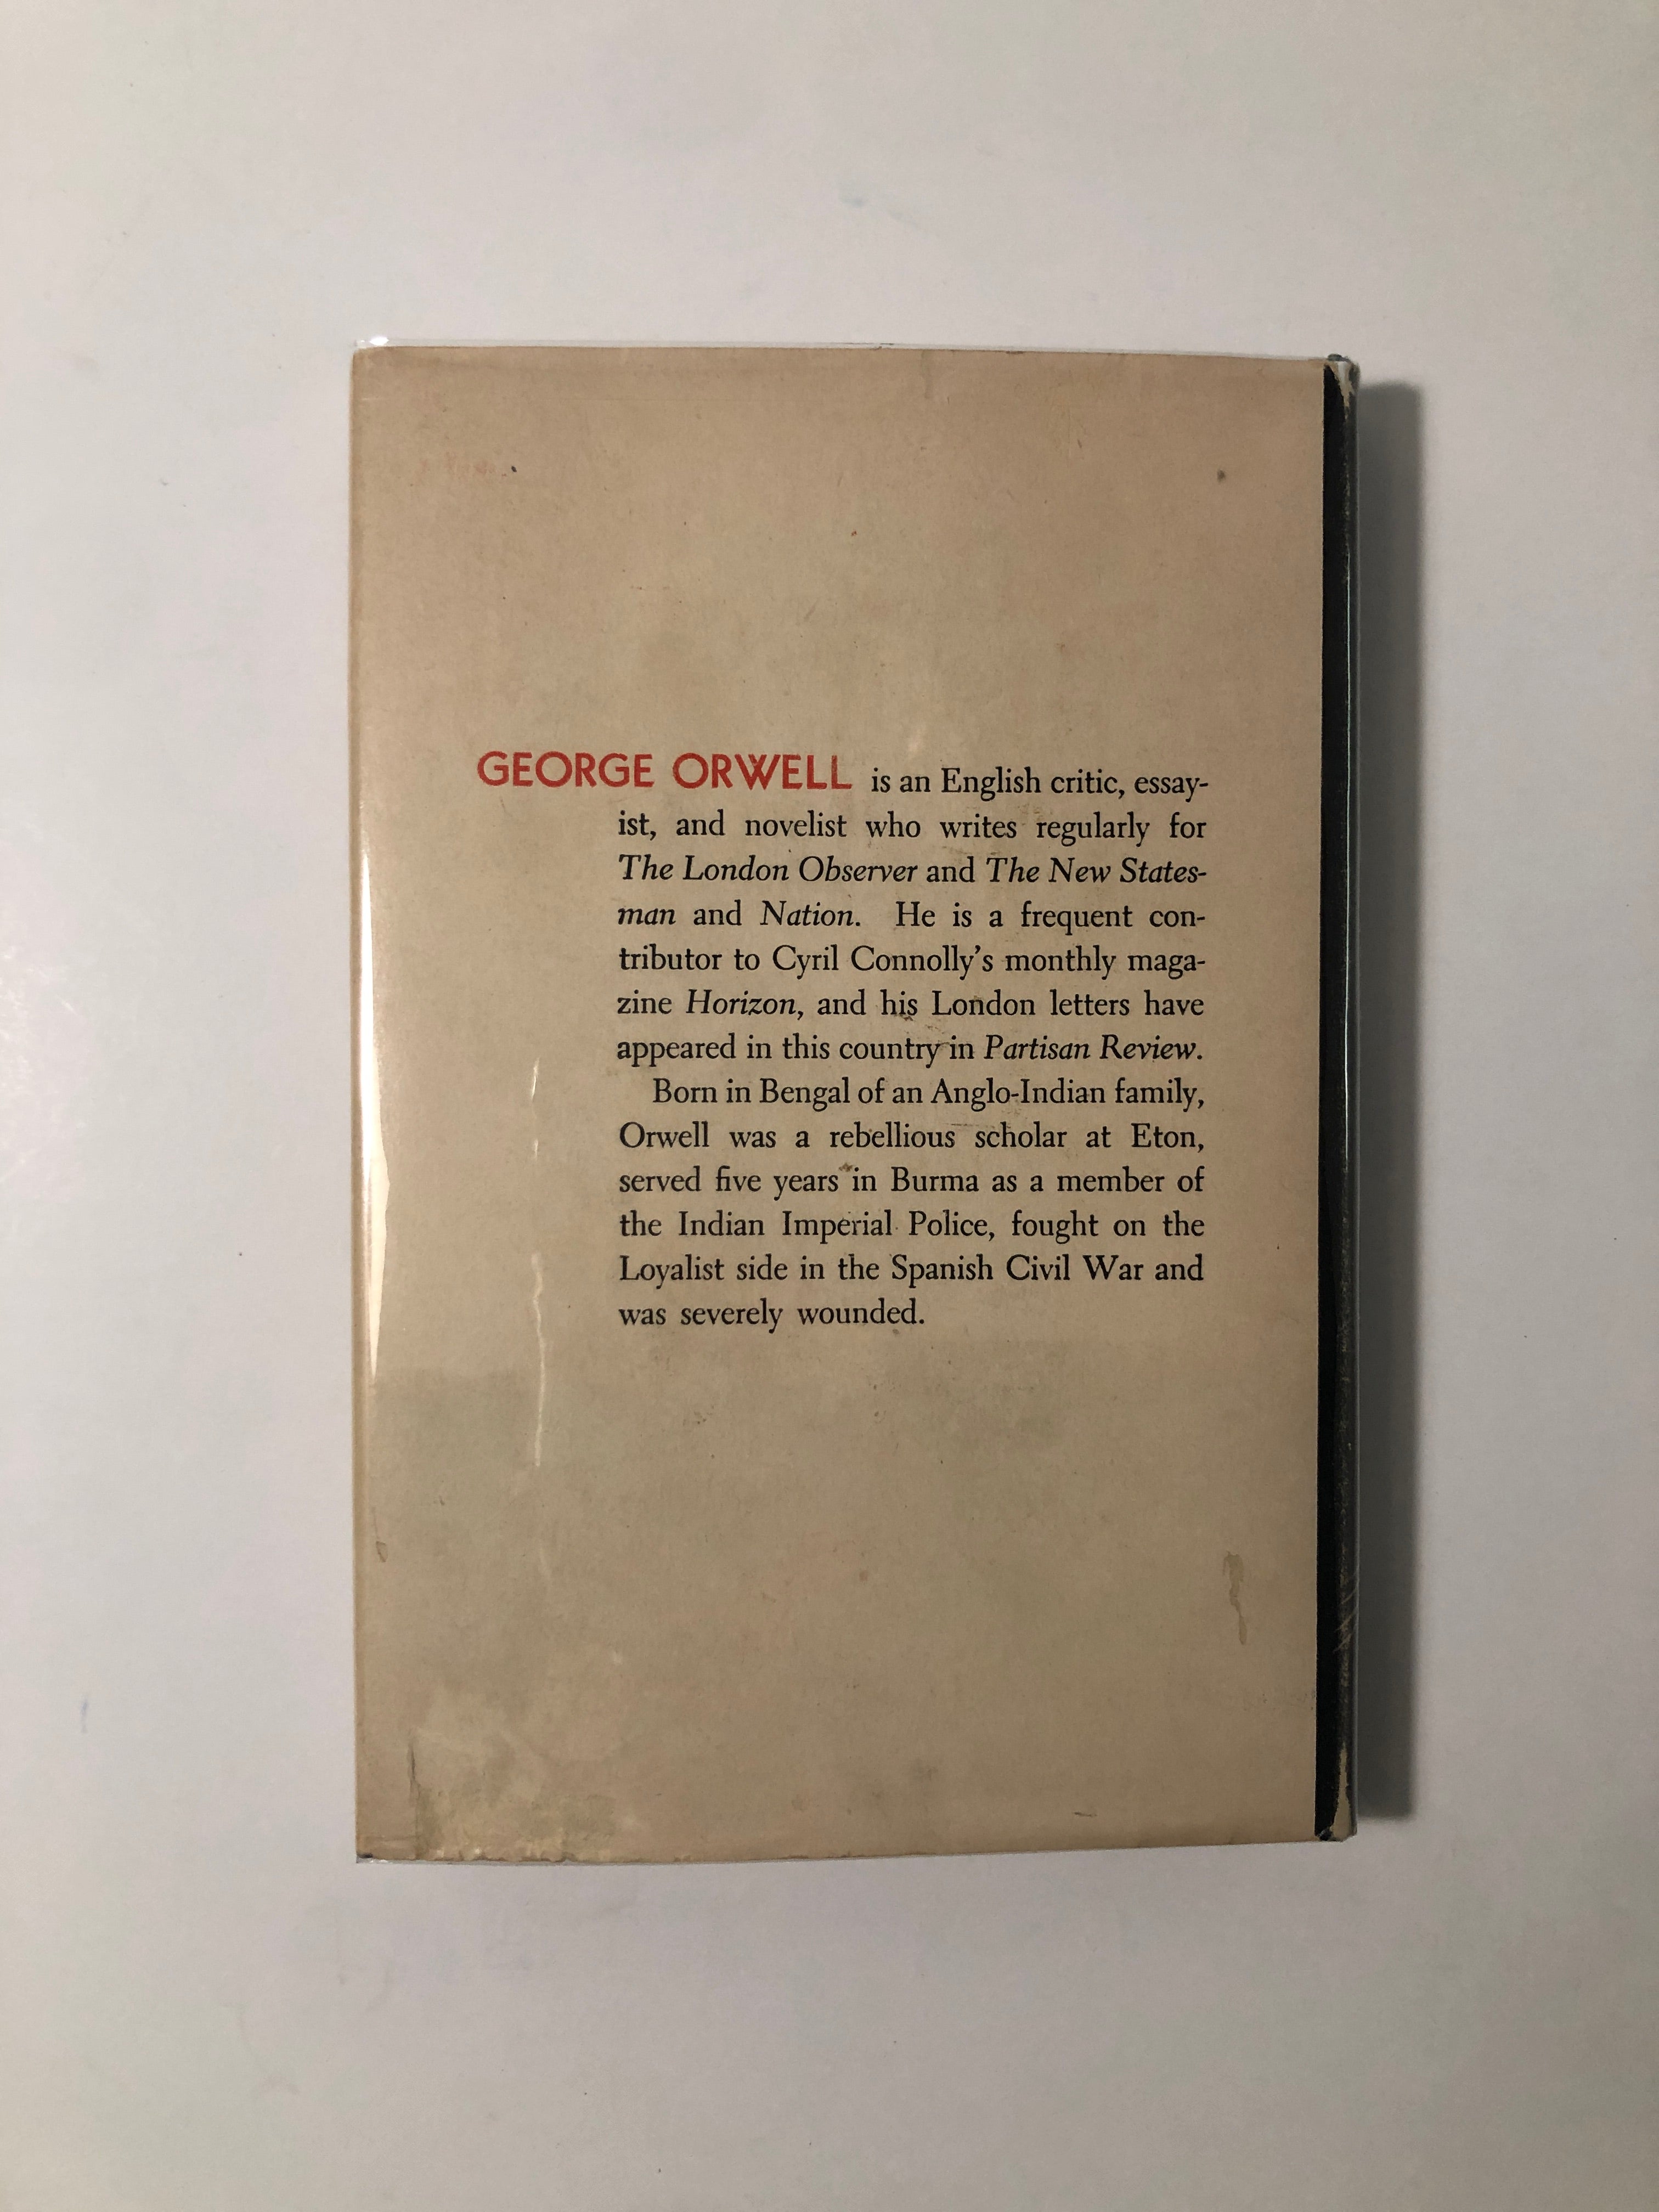 GEORGE ORWELL is an English critic, essay-
ist, and novelist who writes regularly for
The London Observer and The New States-
man and Nation. He is a frequent con-
tributor to Cyril Connolly's monthly maga-
zine Horizon, and his London letters have
appeared in this country in Partisan Review.
Born in Bengal of an Anglo-Indian family,
Orwell was a rebellious scholar at Eton,
served five years in Burma as a member of
the Indian Imperial Police, fought on the
Loyalist side in the Spanish Civil War and
was severely wounded.